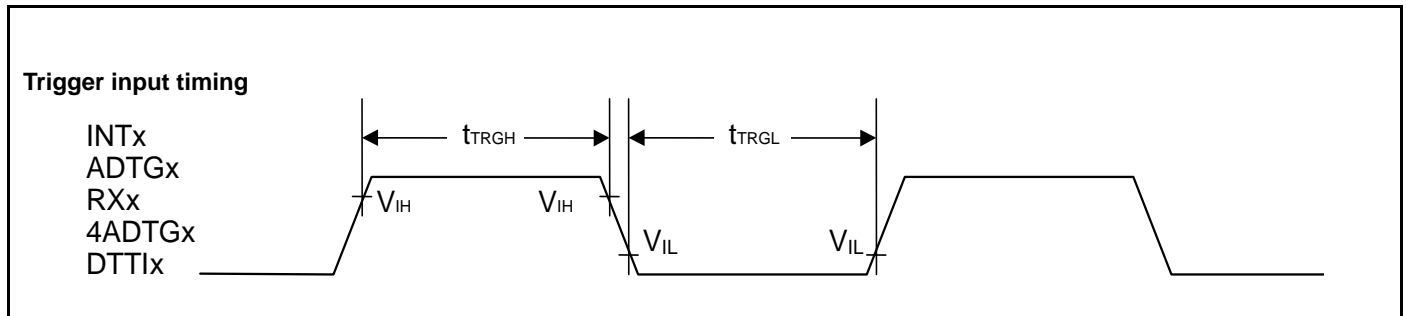 Trigger input timing
INTx
ADTGx
RXx
4ADTGx
DTTIx
tTRGH
tTRGL
VIH
VIH
VIL
VIL